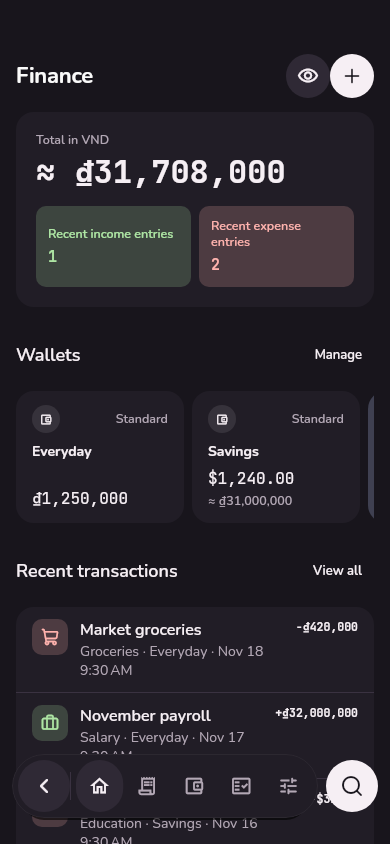 Finance
Total in VND
≈ ₫31,708,000
Recent income entries
1
Recent expense
entries
2
Wallets
Manage
Standard
Everyday
₫1,250,000
Standard
Savings
$1,240.00
≈ ₫31,000,000
Recent transactions
View all
Market groceries
-₫420,000
Groceries · Everyday · Nov 18
9:30 AM
November payroll
+₫32,000,000
Salary · Everyday · Nov 17
Education · Savings · Nov 16
9:30 AM